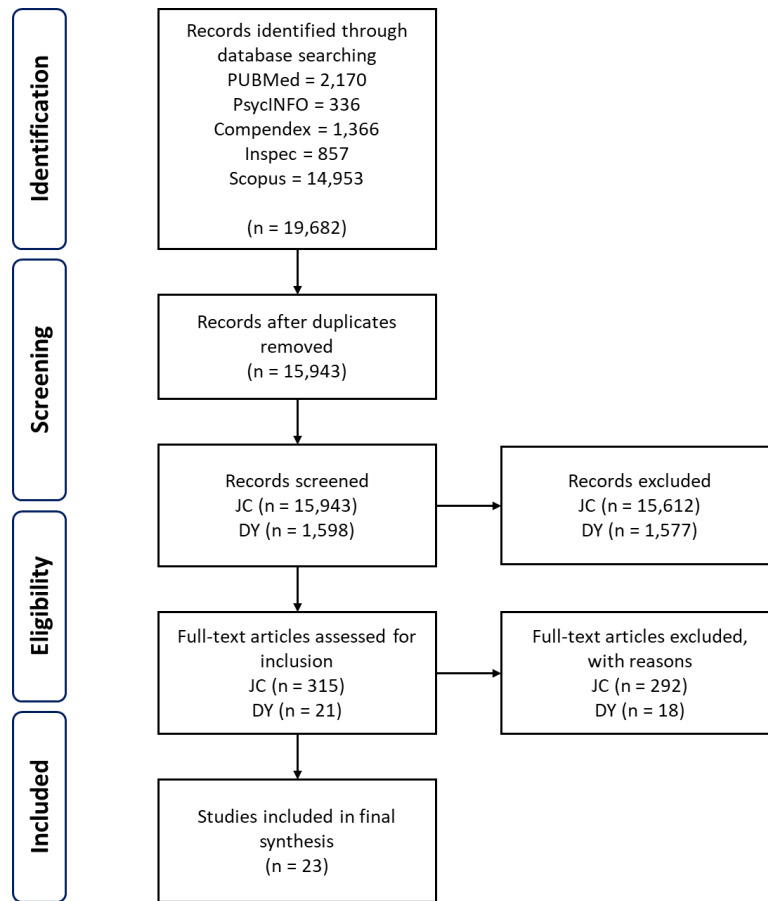 Identification
Records identified through
database searching
PUBMed = 2,170
PsycINFO = 336
Compendex = 1,366
Inspec = 857
Scopus = 14,953
(n = 19,682)
Screening
Records after duplicates
removed
(n = 15,943)
Records screened
JC (n = 15,943)
DY (n = 1,598)
Records excluded
JC (n = 15,612)
DY (n = 1,577)
Eligibility
Full-text articles assessed for
inclusion
JC (n = 315)
DY (n = 21)
Full-text articles excluded,
with reasons
JC (n = 292)
DY (n = 18)
Included
Studies included in final
synthesis
(n = 23)